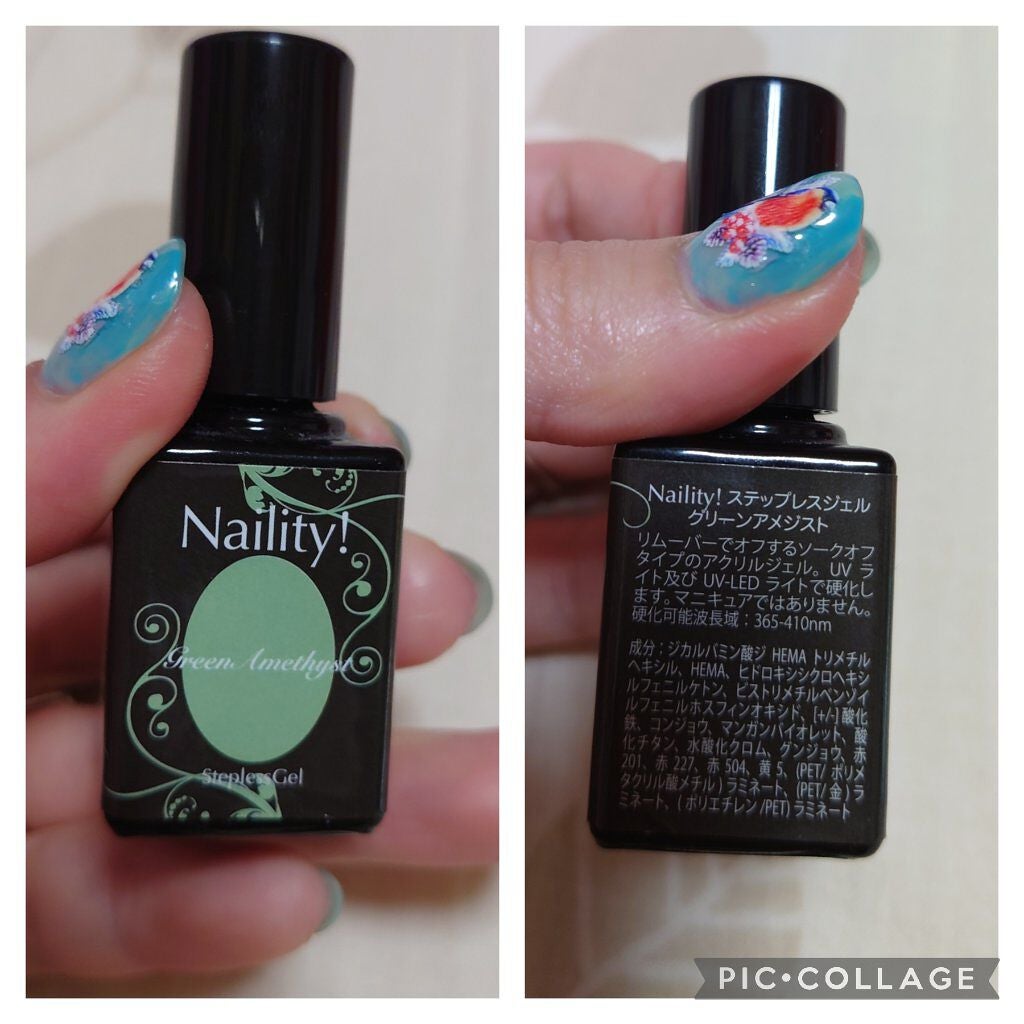 Naility!
GreenAmethyst
SteplessGel
Naility! ステップレスジェル
グリーンアメジスト
リムーバーでオフするソークオフ
タイプのアクリルジェル。UV ラ
イト及び UV-LED ライトで硬化し
ます。マニキュアではありません。
硬化可能波長域：365-410nm
成分：ジカルバミン酸ジ HEMA トリメチル
ヘキシル、HEMA、ヒドロキシシクロヘキシ
ルフェニルケトン、ビストリメチルベンゾイ
ルフェニルホスフィンオキシド、[+/-] 酸化
鉄、コンジョウ、マンガンバイオレット、酸
化チタン、水酸化クロム、グンジョウ、赤
201、赤 227、赤 504、黄 5、(PET/ ポリメ
タクリル酸メチル ) ラミネート、(PET/ 金 ) ラ
ミネート、( ポリエチレン /PET) ラミネート
PIC•COLLAGE